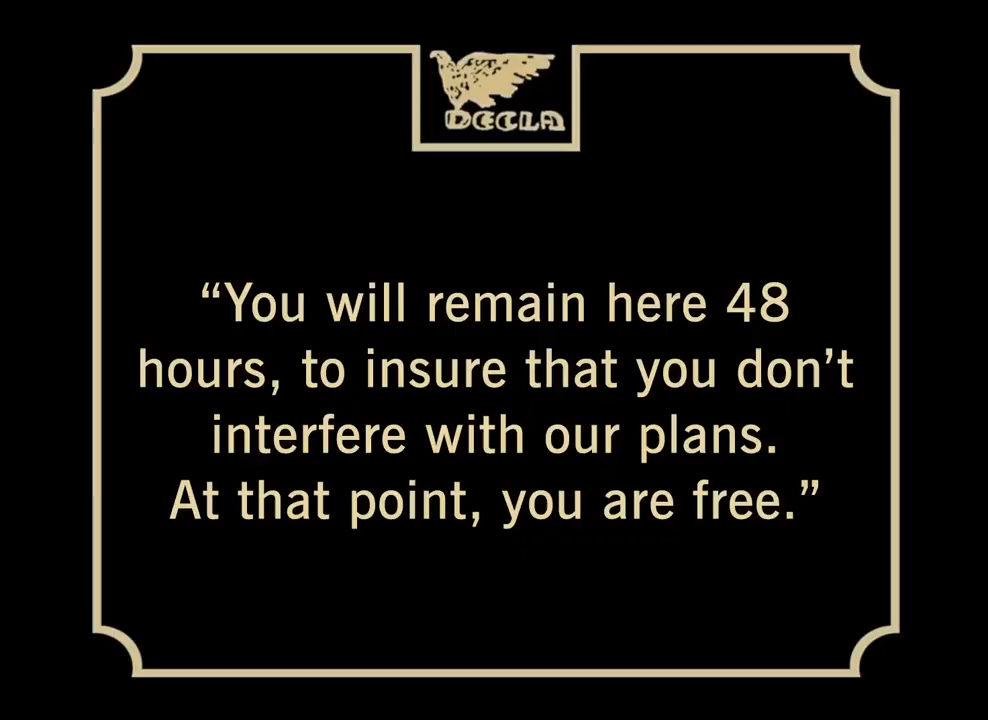 DECLA
“You will remain here 48
hours, to insure that you don’t
interfere with our plans.
At that point, you are free.”